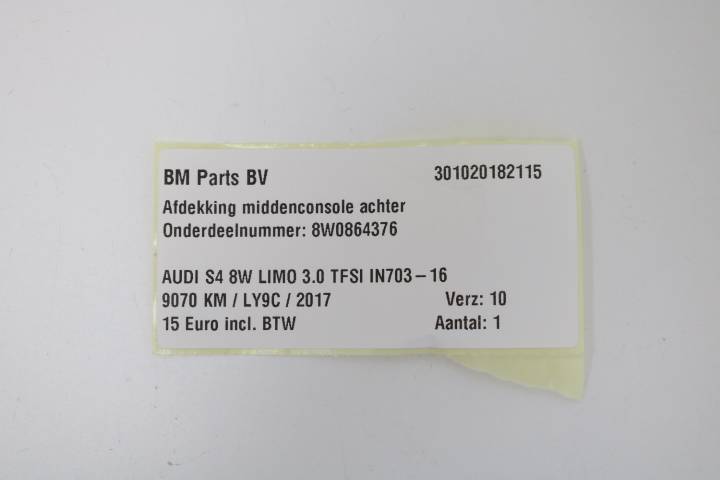 BM Parts BV 301020182115
Afdekking middenconsole achter
Onderdeelnummer: 8W0864376
AUDI S4 8W LIMO 3.0 TFSI IN703-16
9070 KM / LY9C / 2017 Verz: 10
15 Euro incl. BTW Aantal: 1